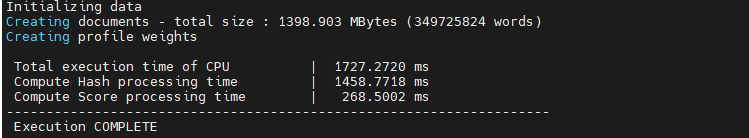 Initializing data
Creating documents - total size : 1398.903 MBytes (349725824 words)
Creating profile weights
Total execution time of CPU | 1727.2720 ms
Compute Hash processing time | 1458.7718 ms
Compute Score processing time | 268.5002 ms
--------------------------------------------------------------------
Execution COMPLETE